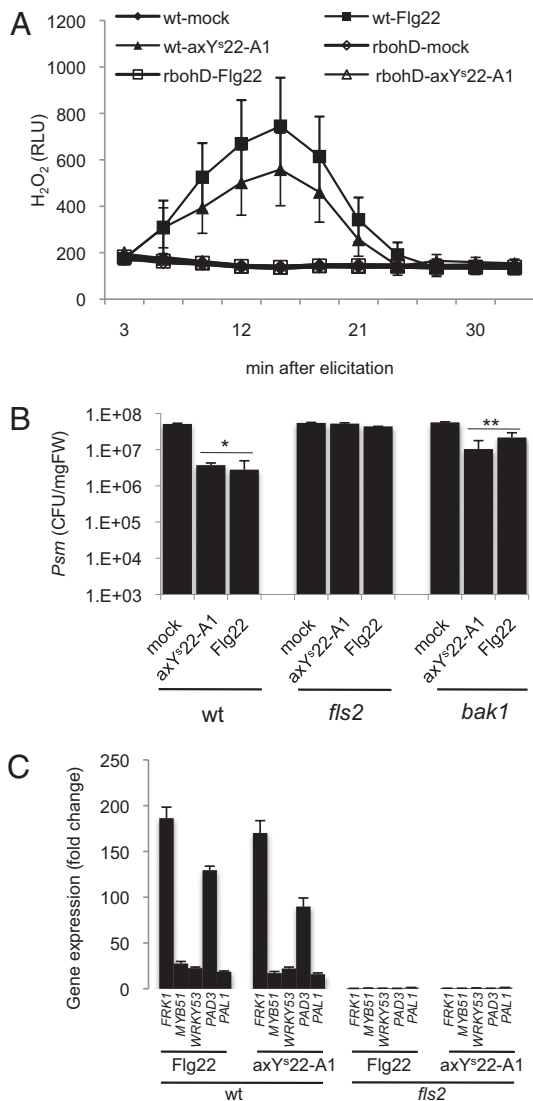 A
wt-mock wt-Flg22
wt-axYˢ22-A1 rbohD-mock
rbohD-Flg22 rbohD-axYˢ22-A1
H₂O₂ (RLU)
1200
1000
800
600
400
200
0
3 12 21 30
min after elicitation
B
Psm (CFU/mgFW)
1.E+08
1.E+07
1.E+06
1.E+05
1.E+04
1.E+03
* **
mock axYˢ22-A1 Flg22 mock axYˢ22-A1 Flg22 mock axYˢ22-A1 Flg22
wt fls2 bak1
C
Gene expression (fold change)
250
200
150
100
50
0
FRK1 MYB51 WRKY53 PAD3 PAL1 FRK1 MYB51 WRKY53 PAD3 PAL1 FRK1 MYB51 WRKY53 PAD3 PAL1 FRK1 MYB51 WRKY53 PAD3 PAL1
Flg22 axYˢ22-A1 Flg22 axYˢ22-A1
wt fls2